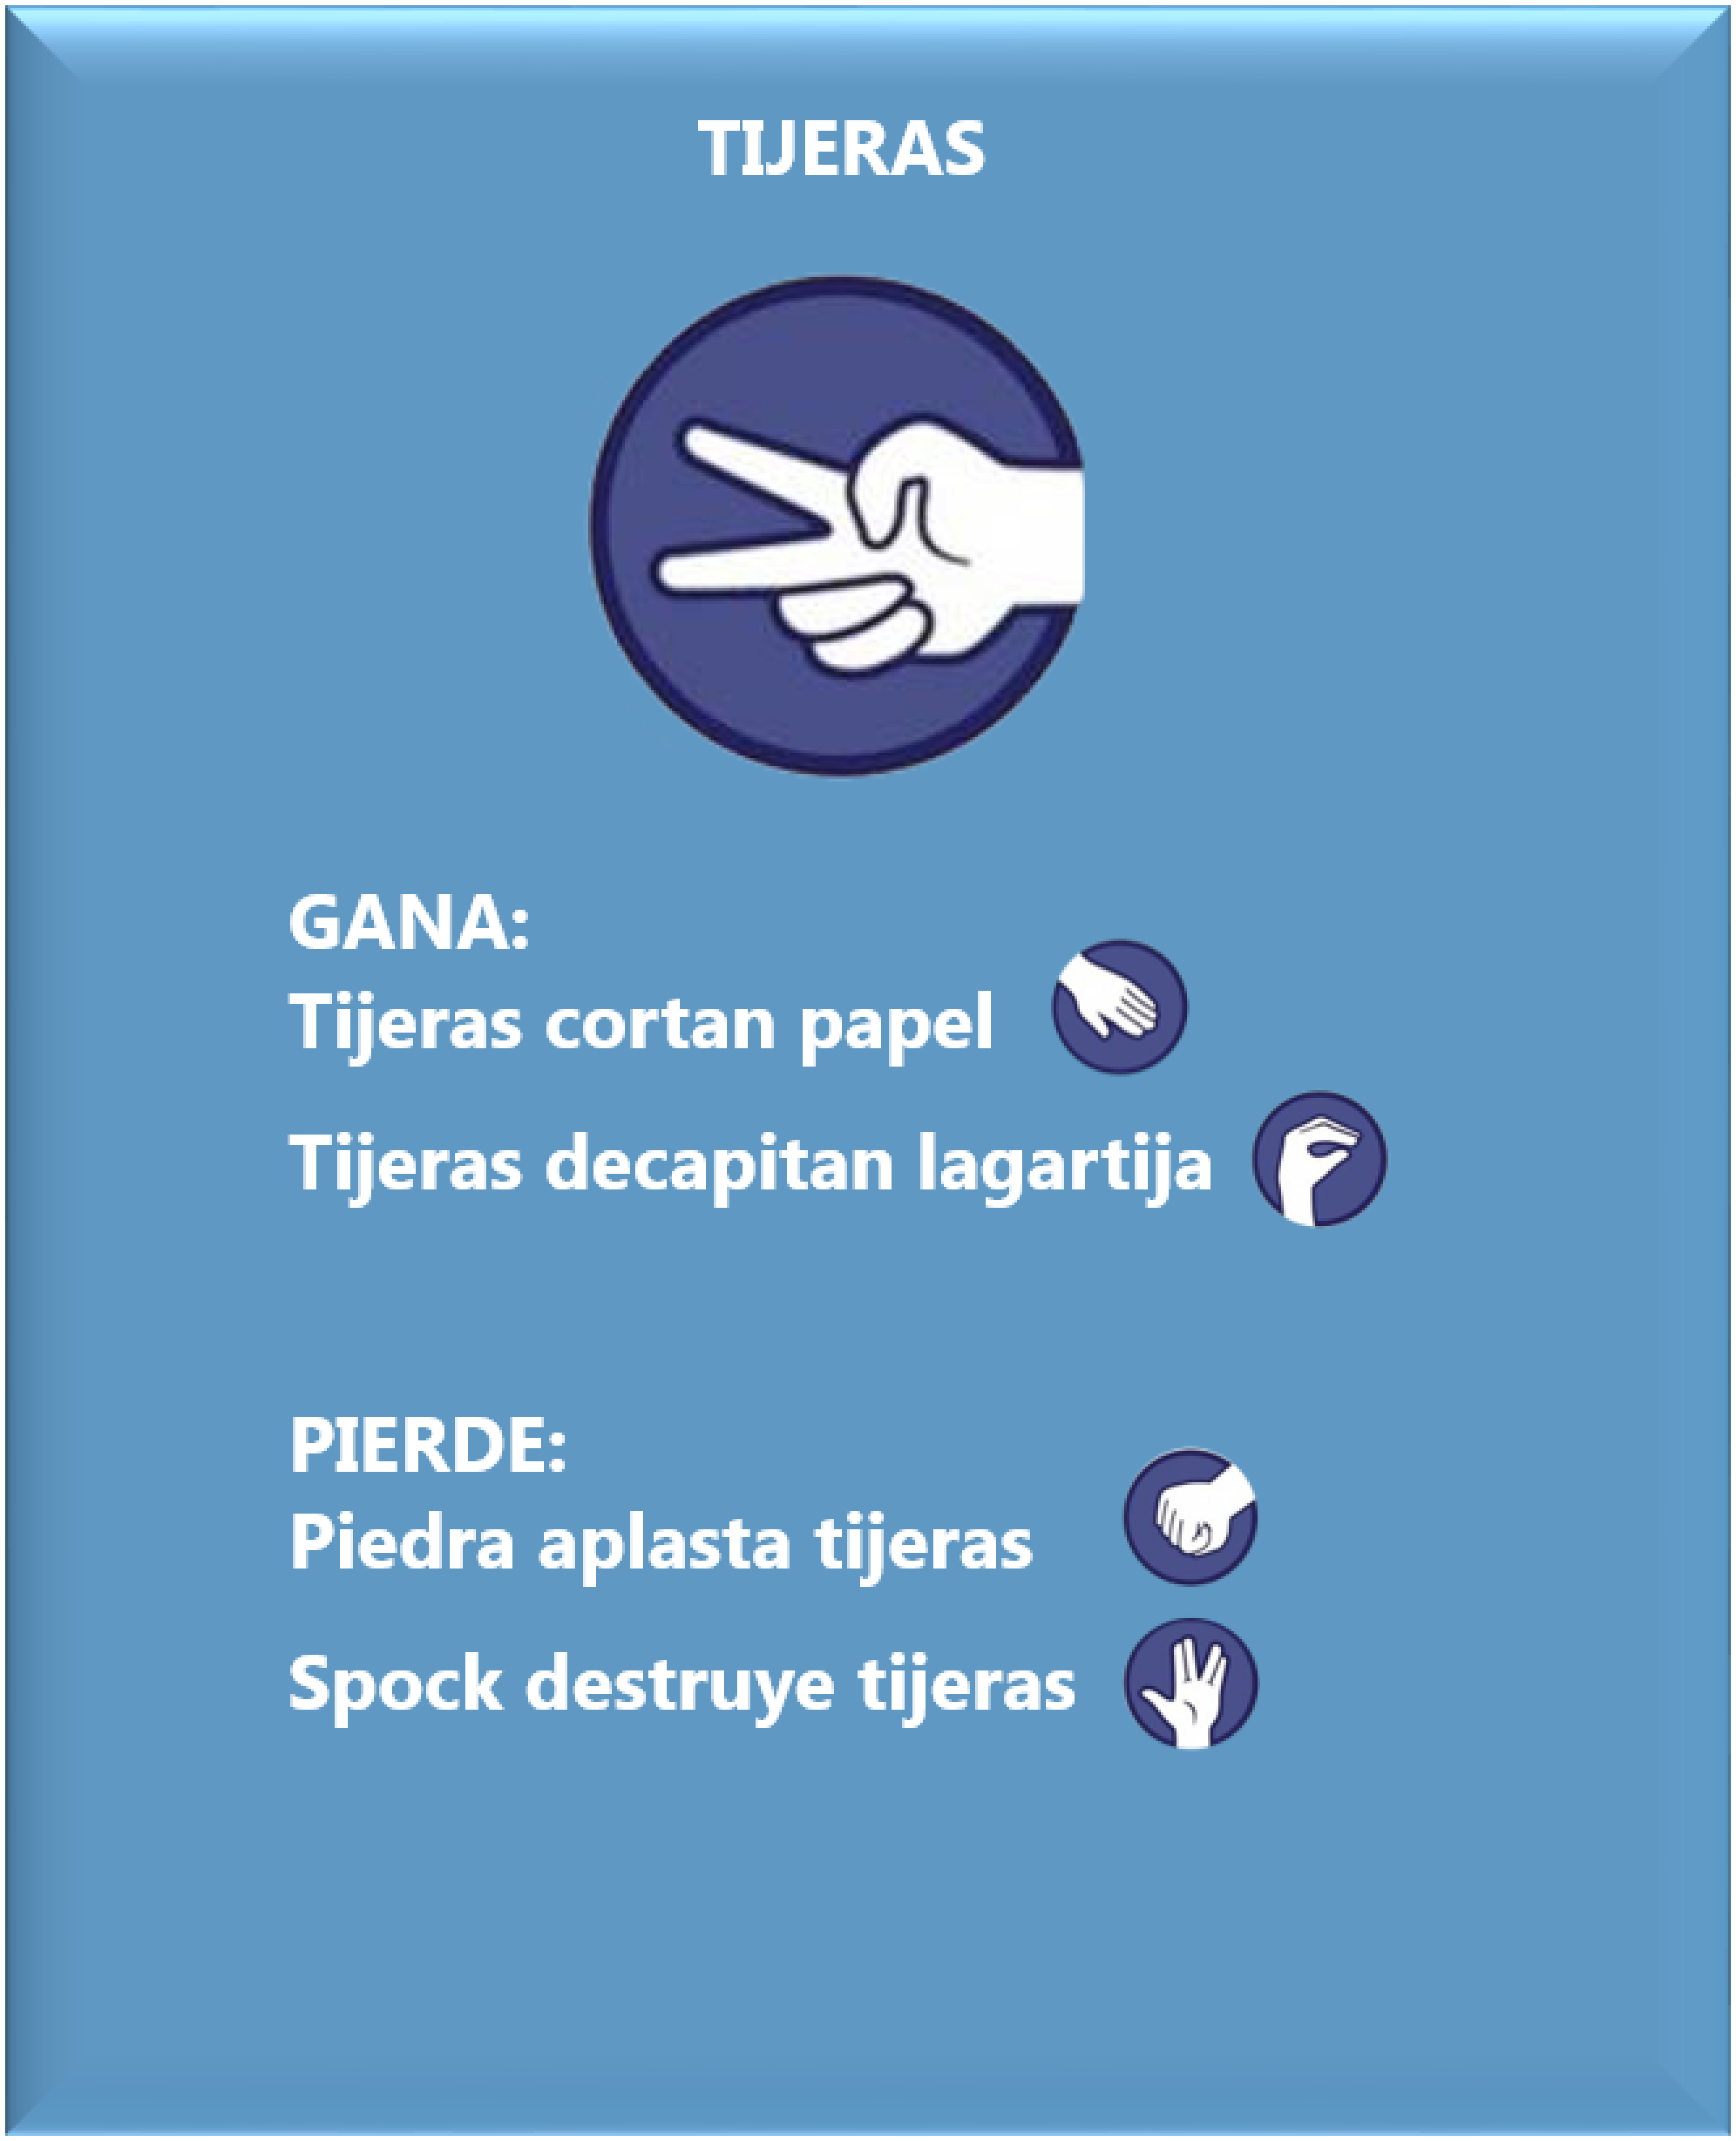 TIJERAS
GANA:
Tijeras cortan papel
Tijeras decapitan lagartija
PIERDE:
Piedra aplasta tijeras
Spock destruye tijeras